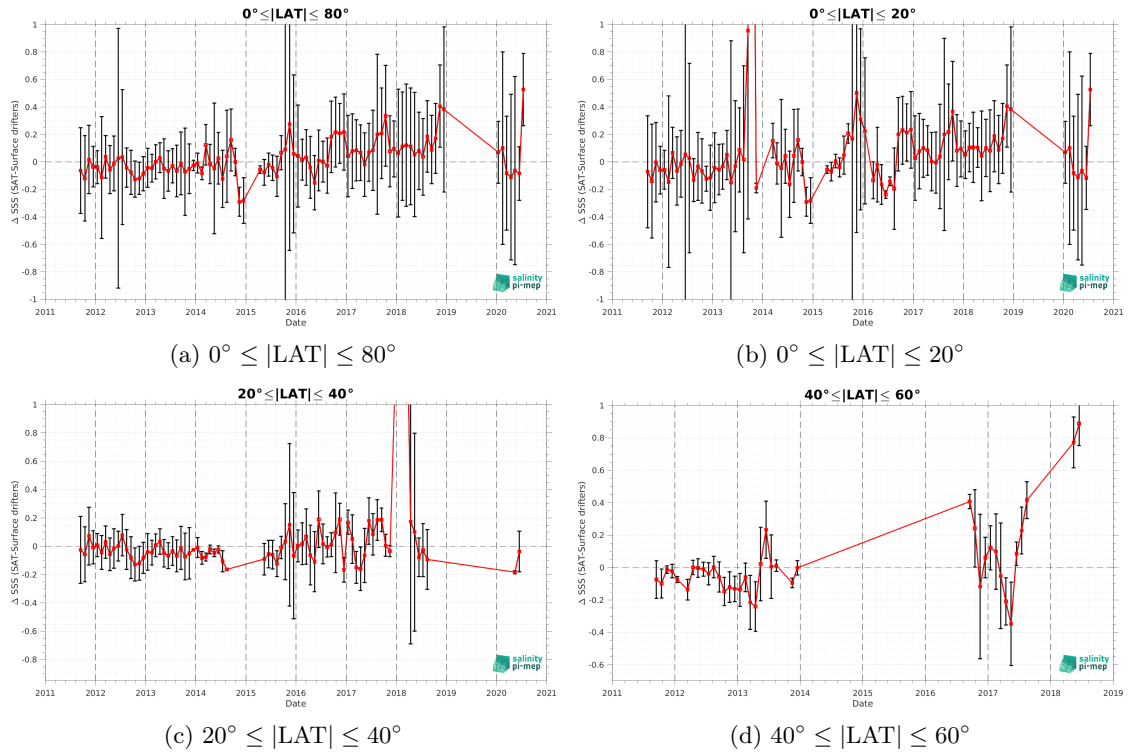 0°≤|LAT|≤ 80°
1
0.8
0.6
0.4
0.2
0
-0.2
-0.4
-0.6
-0.8
-1
Δ SSS (SAT-Surface drifters)
2011 2012 2013 2014 2015 2016 2017 2018 2019 2020 2021
Date
salinity
pi-mep
(a) 0° ≤ |LAT| ≤ 80°
0°≤|LAT|≤ 20°
1
0.8
0.6
0.4
0.2
0
-0.2
-0.4
-0.6
-0.8
-1
Δ SSS (SAT-Surface drifters)
2011 2012 2013 2014 2015 2016 2017 2018 2019 2020 2021
Date
salinity
pi-mep
(b) 0° ≤ |LAT| ≤ 20°
20°≤|LAT|≤ 40°
1
0.8
0.6
0.4
0.2
0
-0.2
-0.4
-0.6
-0.8
Δ SSS (SAT-Surface drifters)
2011 2012 2013 2014 2015 2016 2017 2018 2019 2020 2021
Date
salinity
pi-mep
(c) 20° ≤ |LAT| ≤ 40°
40°≤|LAT|≤ 60°
1
0.8
0.6
0.4
0.2
0
-0.2
-0.4
-0.6
Δ SSS (SAT-Surface drifters)
2011 2012 2013 2014 2015 2016 2017 2018 2019
Date
salinity
pi-mep
(d) 40° ≤ |LAT| ≤ 60°